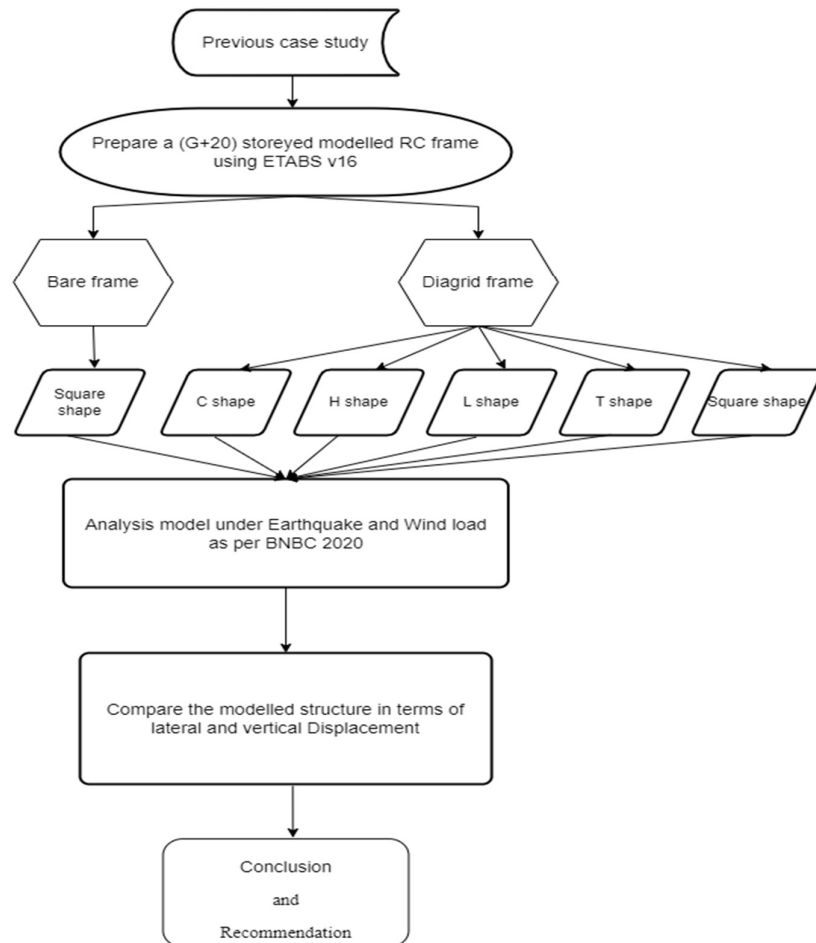 Previous case study
Prepare a (G+20) storeyed modelled RC frame
using ETABS v16
Bare frame
Diagrid frame
Square
shape
C shape
H shape
L shape
T shape
Square shape
Analysis model under Earthquake and Wind load
as per BNBC 2020
Compare the modelled structure in terms of
lateral and vertical Displacement
Conclusion
and
Recommendation